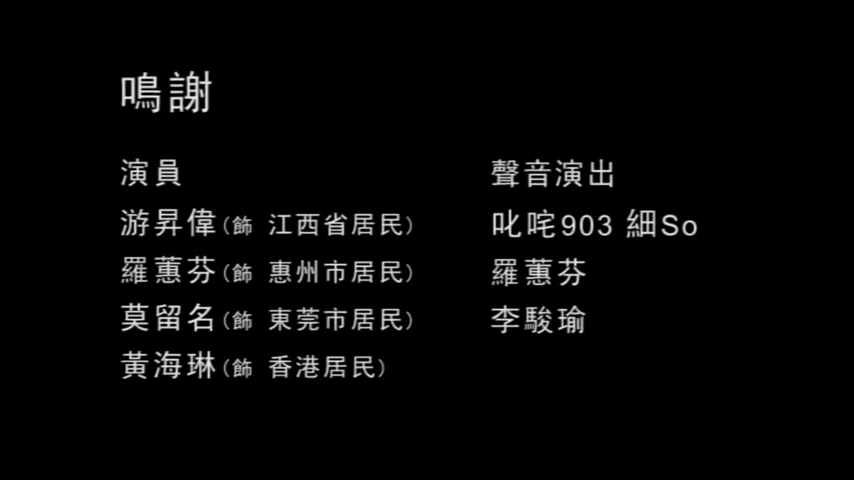 鳴謝
演員
游昇偉(飾 江西省居民)
羅蕙芬(飾 惠州市居民)
莫留名(飾 東莞市居民)
黃海琳(飾 香港居民)
聲音演出
叱咤903 細So
羅蕙芬
李駿瑜